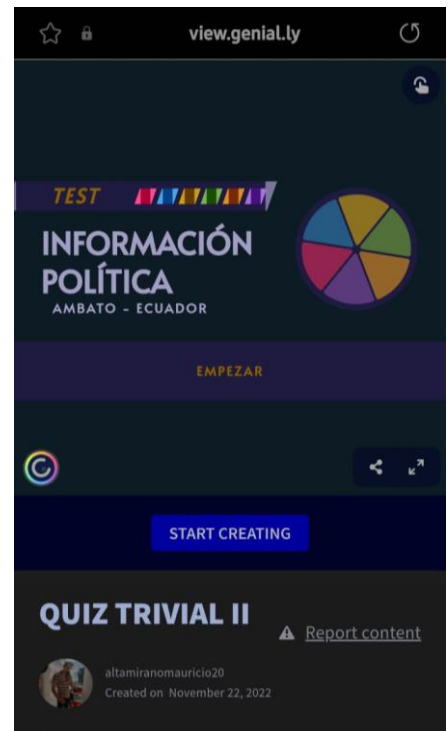 view.genial.ly
TEST
INFORMACIÓN
POLÍTICA
AMBATO - ECUADOR
EMPEZAR
START CREATING
QUIZ TRIVIAL II
Report content
altamiranomauricio20
Created on November 22, 2022